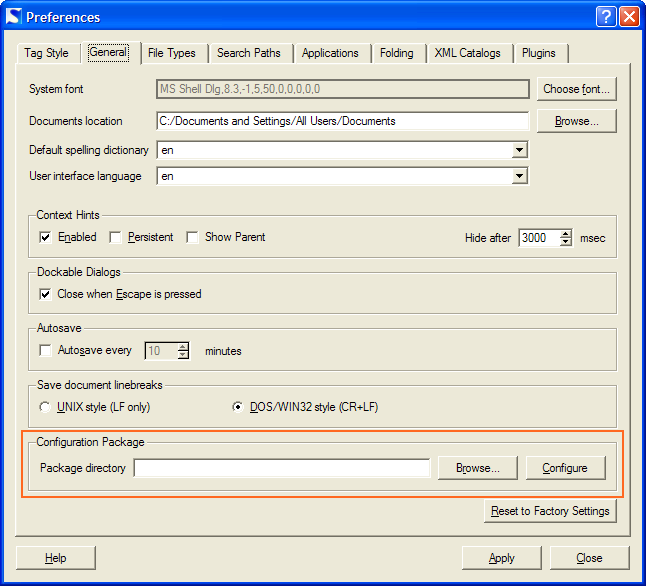 Preferences
Tag Style General File Types Search Paths Applications Folding XML Catalogs Plugins
System font MS Shell Dlg,8.3,-1,5,50,0,0,0,0,0 Choose font...
Documents location C:/Documents and Settings/All Users/Documents Browse...
Default spelling dictionary en
User interface language en
Context Hints
Enabled Persistent Show Parent Hide after 3000 msec
Dockable Dialogs
Close when Escape is pressed
Autosave
Autosave every 10 minutes
Save document linebreaks
UNIX style (LF only) DOS/WIN32 style (CR+LF)
Configuration Package
Package directory Browse... Configure
Reset to Factory Settings
Help Apply Close